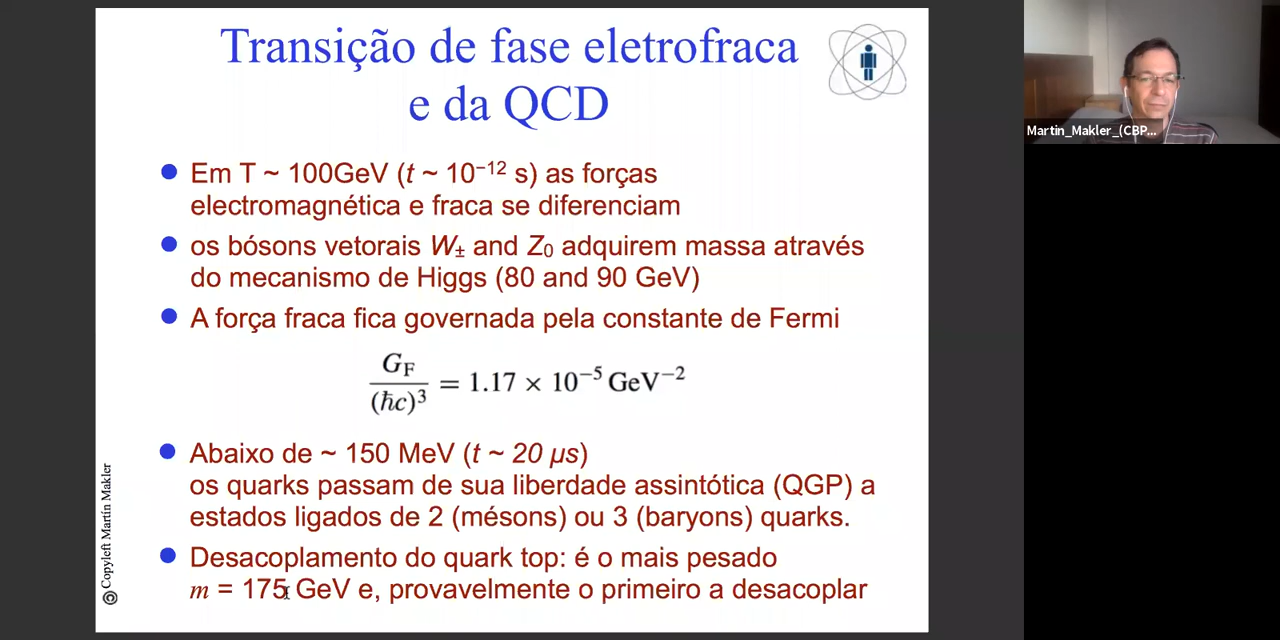 Transição de fase eletrofraca
e da QCD
Em T ~ 100GeV (t ~ 10⁻¹² s) as forças
electromagnética e fraca se diferenciam
os bósons vetorais W± and Z₀ adquirem massa através
do mecanismo de Higgs (80 and 90 GeV)
A força fraca fica governada pela constante de Fermi
G_F/(ħc)³ = 1.17 × 10⁻⁵ GeV⁻²
Abaixo de ~ 150 MeV (t ~ 20 μs)
os quarks passam de sua liberdade assintótica (QGP) a
estados ligados de 2 (mésons) ou 3 (baryons) quarks.
Desacoplamento do quark top: é o mais pesado
m = 175 GeV e, provavelmente o primeiro a desacoplar
Copyleft Martín Makler
Martin_Makler_(CBP...